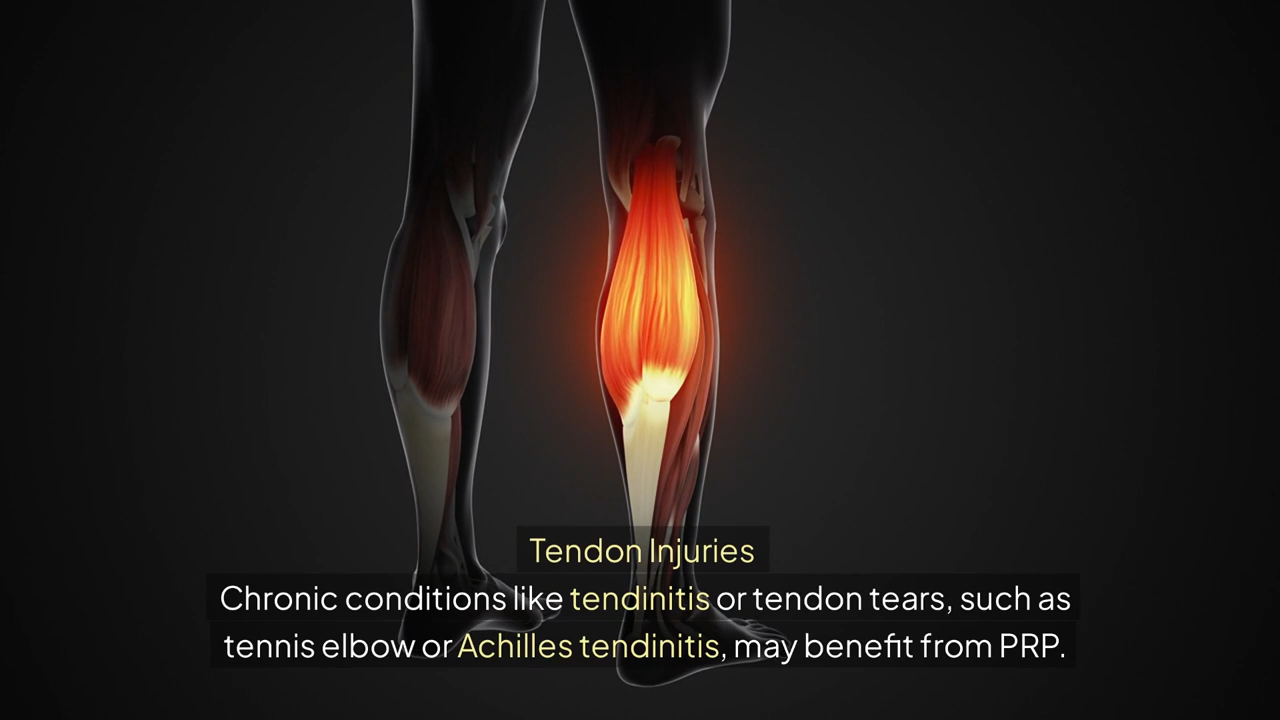 Tendon Injuries
Chronic conditions like tendinitis or tendon tears, such as
tennis elbow or Achilles tendinitis, may benefit from PRP.